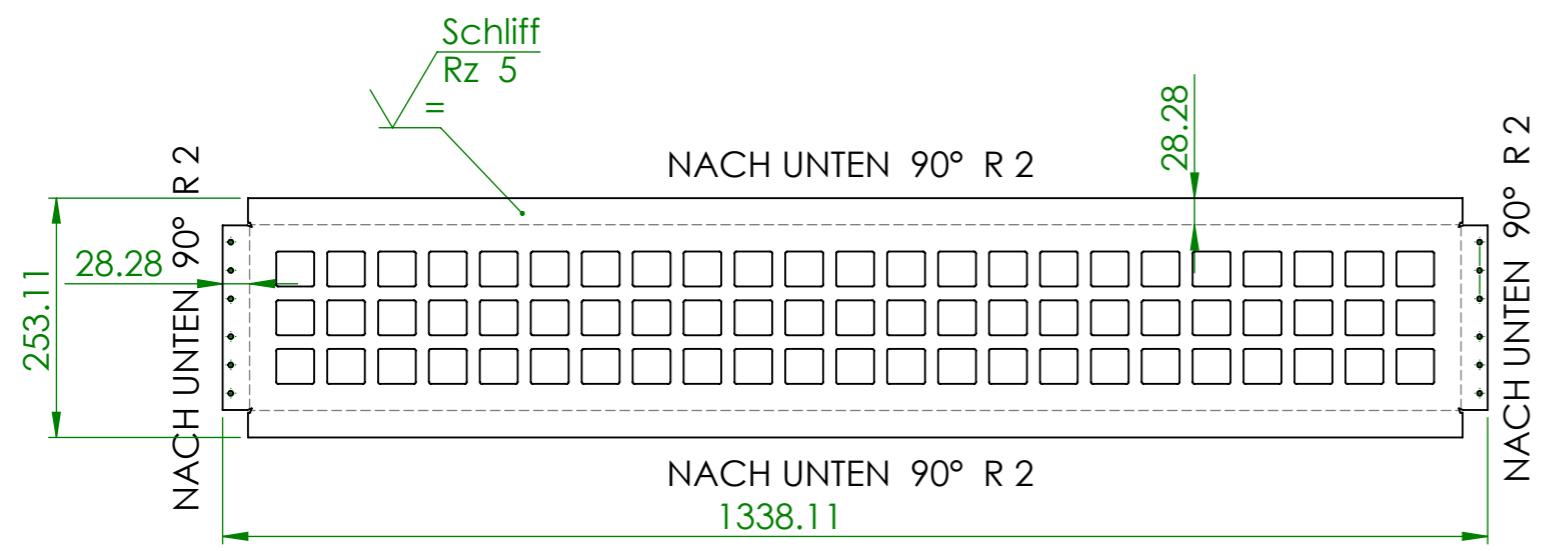 Schliff
Rz 5
=
28.28
NACH UNTEN 90° R 2
NACH UNTEN 90° R 2
NACH UNTEN 90° R 2
28.28
253.11
NACH UNTEN 90° R 2
1338.11